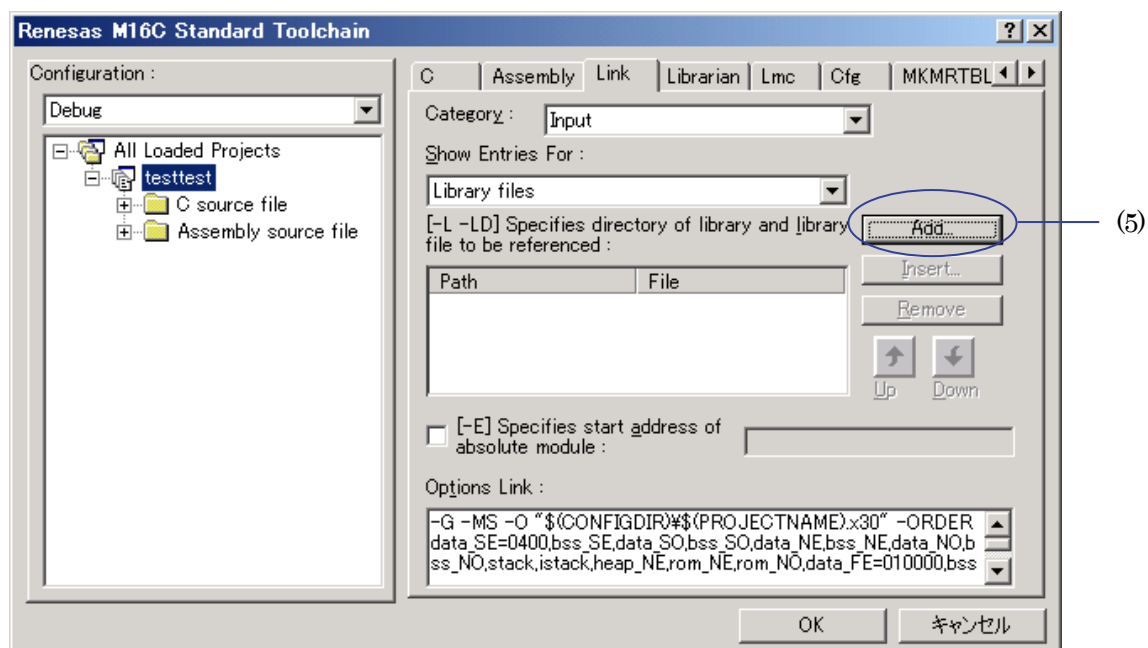 Renesas M16C Standard Toolchain
Configuration :
Debug
All Loaded Projects
testtest
C source file
Assembly source file
C
Assembly
Link
Librarian
Lmc
Cfg
MKMRTBL
Category :
Input
Show Entries For :
Library files
[-L -LD] Specifies directory of library and library
file to be referenced :
Path
File
Add...
(5)
Insert...
Remove
Up
Down
[-E] Specifies start address of
absolute module :
Options Link :
-G -MS -O "$(CONFIGDIR)¥$(PROJECTNAME).x30" -ORDER
data_SE=0400,bss_SE,data_SO,bss_SO,data_NE,bss_NE,data_NO,b
ss_NO,stack,istack,heap_NE,rom_NE,rom_NO,data_FE=010000,bss
OK
キャンセル